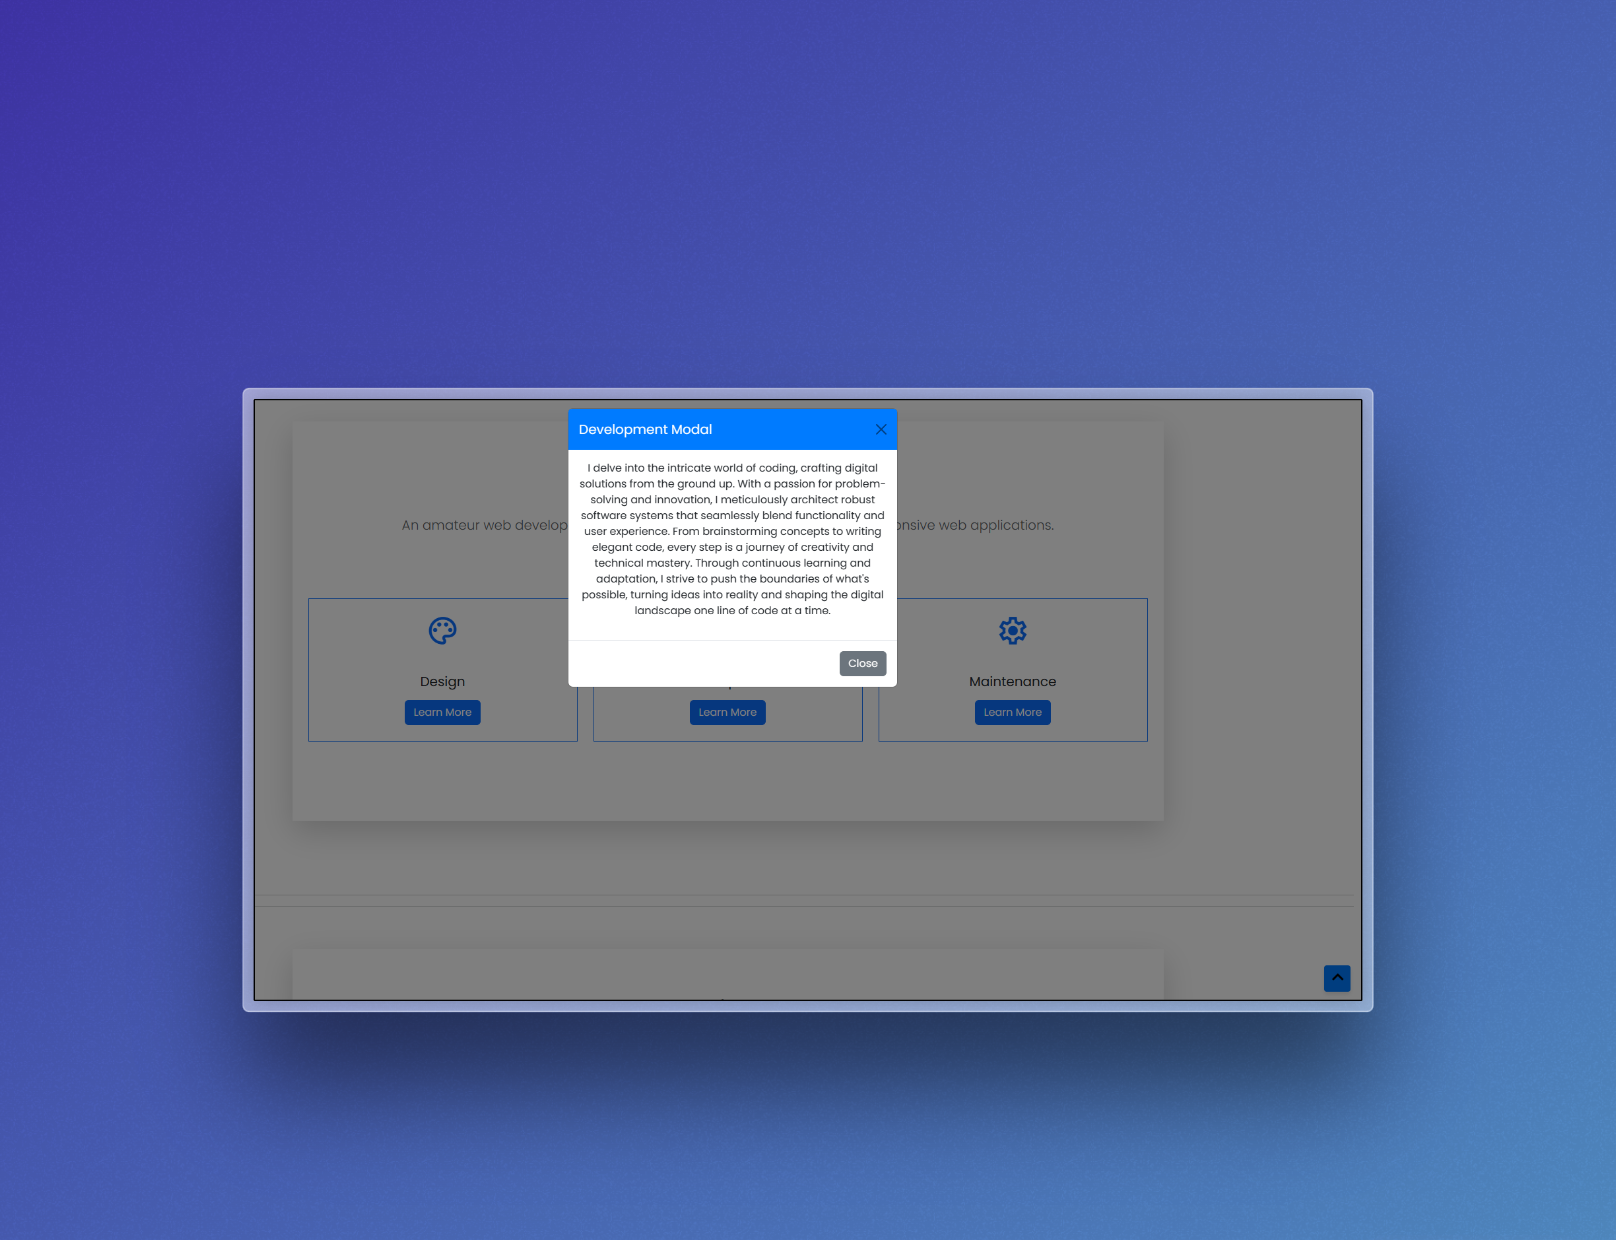 Development Modal
I delve into the intricate world of coding, crafting digital
solutions from the ground up. With a passion for problem-
solving and innovation, I meticulously architect robust
software systems that seamlessly blend functionality and
user experience. From brainstorming concepts to writing
elegant code, every step is a journey of creativity and
technical mastery. Through continuous learning and
adaptation, I strive to push the boundaries of what's
possible, turning ideas into reality and shaping the digital
landscape one line of code at a time.
Close
An amateur web develop
onsive web applications.
Design
Learn More
Learn More
Maintenance
Learn More